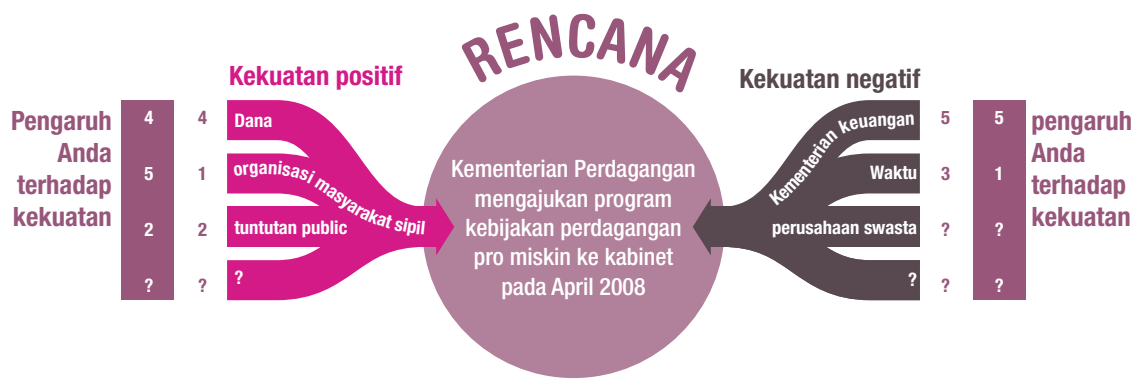 RENCANA
Kekuatan positif
Kekuatan negatif
Pengaruh
Anda
terhadap
kekuatan
4 4 Dana
5 1 organisasi masyarakat sipil
2 2 tuntutan public
? ? ?
Kementerian Perdagangan
mengajukan program
kebijakan perdagangan
pro miskin ke kabinet
pada April 2008
Kementerian keuangan 5 5
Waktu 3 1
perusahaan swasta ? ?
? ? ?
pengaruh
Anda
terhadap
kekuatan